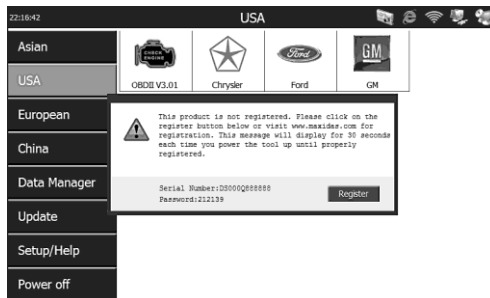 22:16:42
USA
Asian
USA
European
China
Data Manager
Update
Setup/Help
Power off
CHECK
ENGINE
Ford
GM
OBDII V3.01
Chrysler
Ford
GM
This product is not registered. Please click on the
register button below or visit www.maxidas.com for
registration. This message will display for 30 seconds
each time you power the tool up until properly
registered.
Serial Number:DS000Q888888
Password:212139
Register